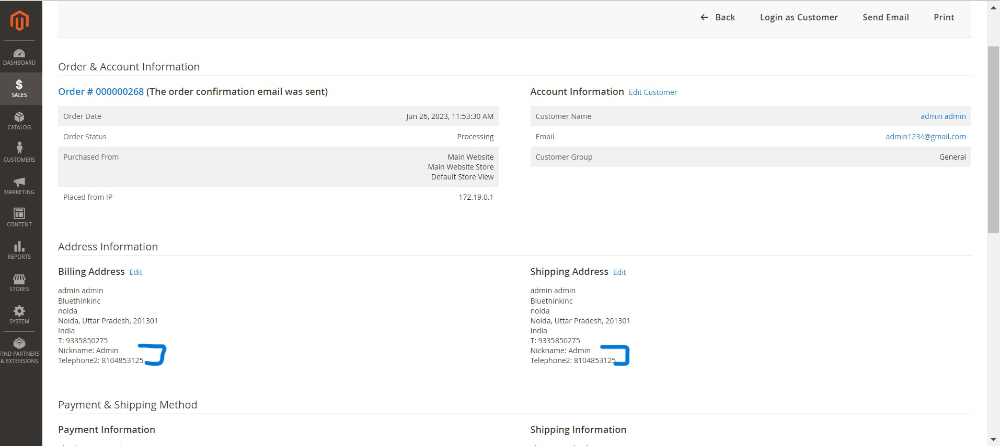 Back Login as Customer Send Email Print
DASHBOARD
SALES
CATALOG
CUSTOMERS
MARKETING
CONTENT
REPORTS
STORES
SYSTEM
FIND PARTNERS
& EXTENSIONS
Order & Account Information
Order # 000000268 (The order confirmation email was sent)
Order Date Jun 26, 2023, 11:53:30 AM
Order Status Processing
Purchased From Main Website
Main Website Store
Default Store View
Placed from IP 172.19.0.1
Account Information Edit Customer
Customer Name admin admin
Email admin1234@gmail.com
Customer Group General
Address Information
Billing Address Edit
admin admin
Bluethinkinc
noida
Noida, Uttar Pradesh, 201301
India
T: 9335850275
Nickname: Admin
Telephone2: 8104853125
Shipping Address Edit
admin admin
Bluethinkinc
noida
Noida, Uttar Pradesh, 201301
India
T: 9335850275
Nickname: Admin
Telephone2: 8104853125
Payment & Shipping Method
Payment Information
Shipping Information